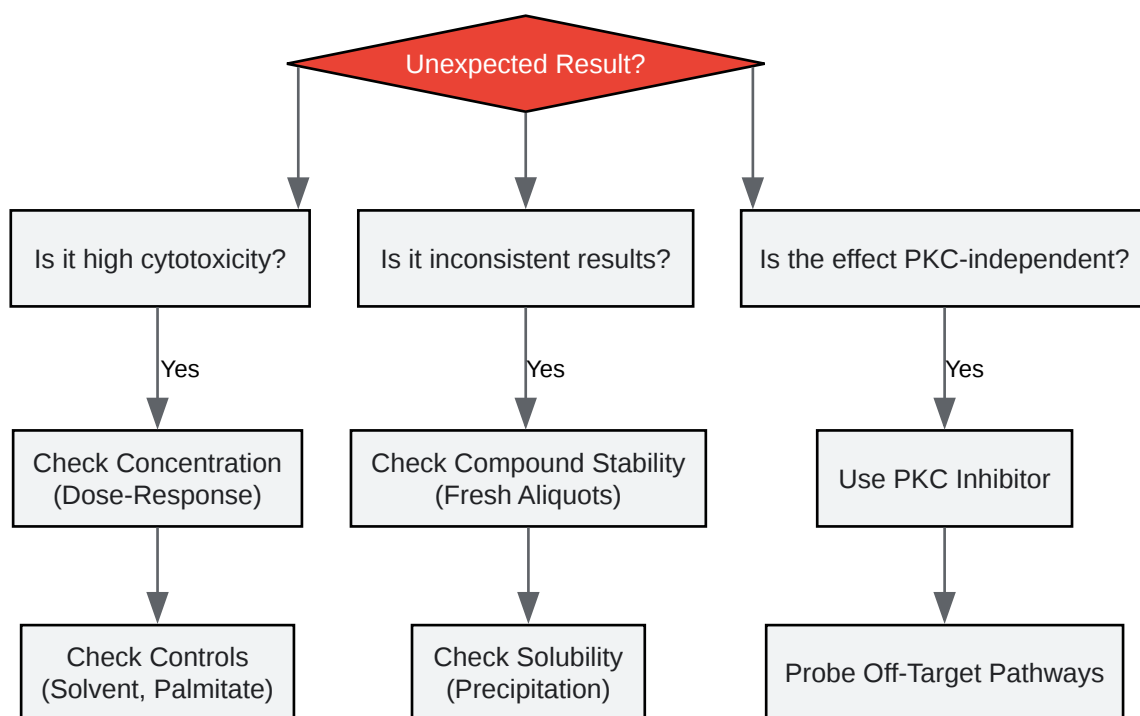 Unexpected Result?
Is it high cytotoxicity?
Is it inconsistent results?
Is the effect PKC-independent?
Yes
Yes
Yes
Check Concentration
(Dose-Response)
Check Compound Stability
(Fresh Aliquots)
Use PKC Inhibitor
Check Controls
(Solvent, Palmitate)
Check Solubility
(Precipitation)
Probe Off-Target Pathways